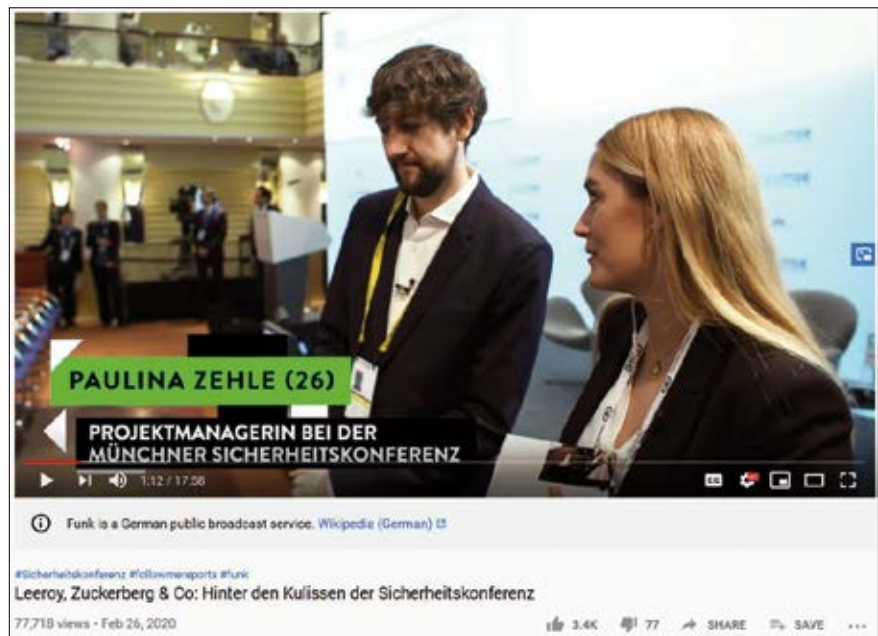 PAULINA ZEHLE (26)
PROJEKTMANAGERIN BEI DER
MÜNCHNER SICHERHEITSKONFERENZ
1:12 / 17:58
Funk is a German public broadcast service. Wikipedia (German)
#Sicherheitskonferenz #followmereports #funk
Leeroy, Zuckerberg & Co: Hinter den Kulissen der Sicherheitskonferenz
77,718 views • Feb 26, 2020 3.4K 77 SHARE SAVE